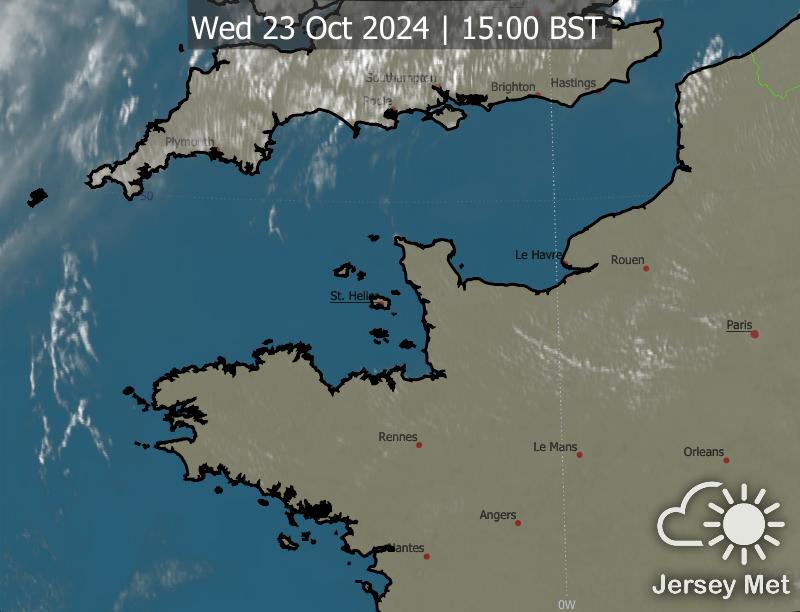 Wed 23 Oct 2024 | 15:00 BST
Southampton
Poole
Brighton
Hastings
Plymouth
50
Le Havre
Rouen
St. Helier
Paris
Rennes
Le Mans
Orleans
Angers
Nantes
0W
Jersey Met